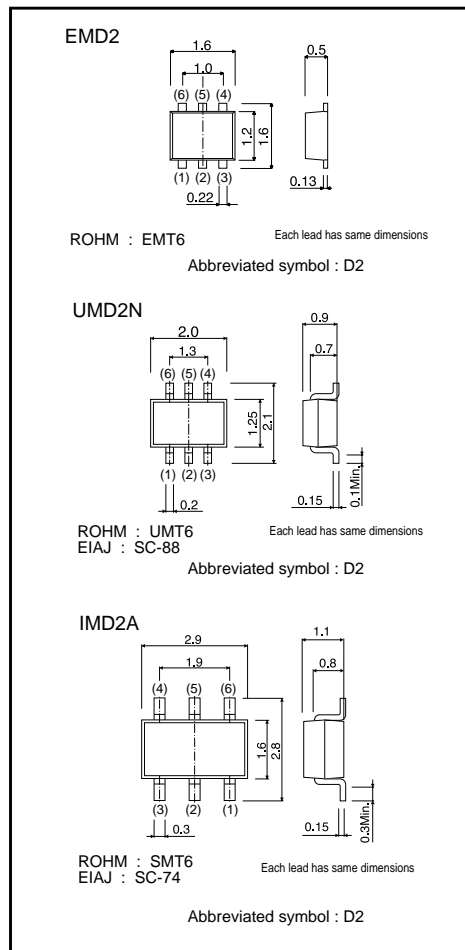 EMD2
1.6
1.0
0.5
(6) (5) (4)
1.2
1.6
(1) (2) (3)
0.22
0.13
ROHM : EMT6
Each lead has same dimensions
Abbreviated symbol : D2
UMD2N
2.0
1.3
0.9
0.7
(6) (5) (4)
1.25
2.1
(1) (2) (3)
0.2
0.15
0.1Min.
ROHM : UMT6
EIAJ : SC-88
Each lead has same dimensions
Abbreviated symbol : D2
IMD2A
2.9
1.9
1.1
0.8
(4) (5) (6)
1.6
2.8
(3) (2) (1)
0.3
0.15
0.3Min.
ROHM : SMT6
EIAJ : SC-74
Each lead has same dimensions
Abbreviated symbol : D2